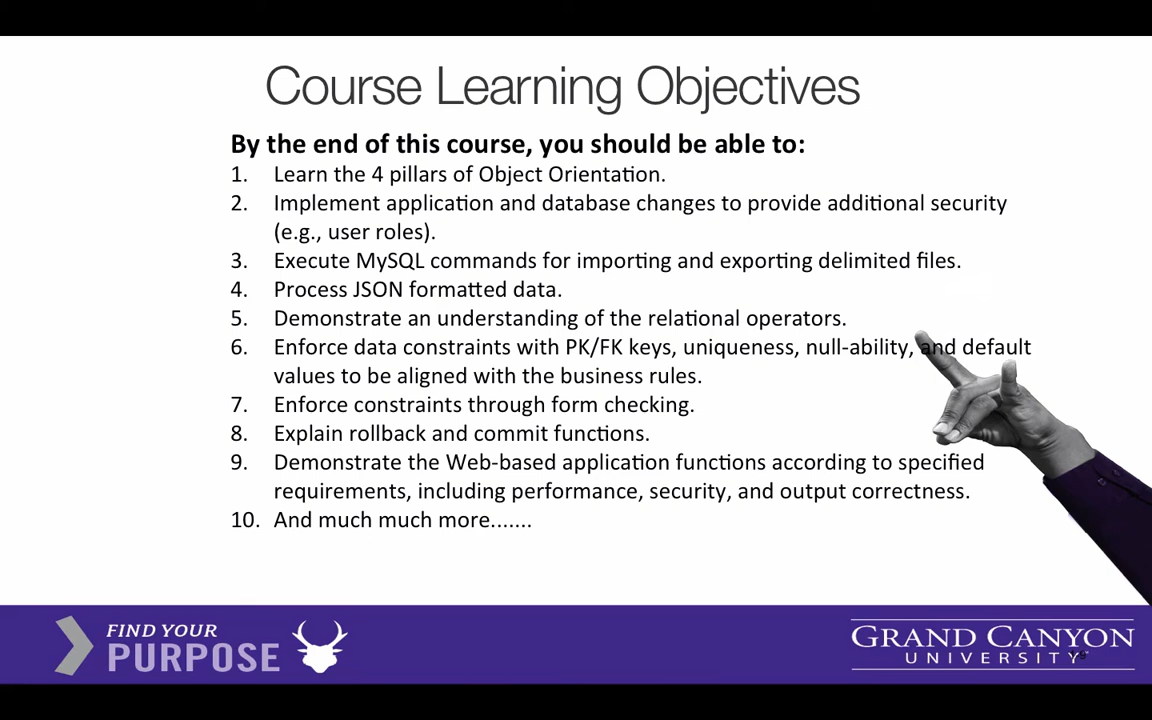 Course Learning Objectives
By the end of this course, you should be able to:
1. Learn the 4 pillars of Object Orientation.
2. Implement application and database changes to provide additional security
(e.g., user roles).
3. Execute MySQL commands for importing and exporting delimited files.
4. Process JSON formatted data.
5. Demonstrate an understanding of the relational operators.
6. Enforce data constraints with PK/FK keys, uniqueness, null-ability, and default
values to be aligned with the business rules.
7. Enforce constraints through form checking.
8. Explain rollback and commit functions.
9. Demonstrate the Web-based application functions according to specified
requirements, including performance, security, and output correctness.
10. And much much more.......
FIND YOUR
PURPOSE
GRAND CANYON
UNIVERSITY